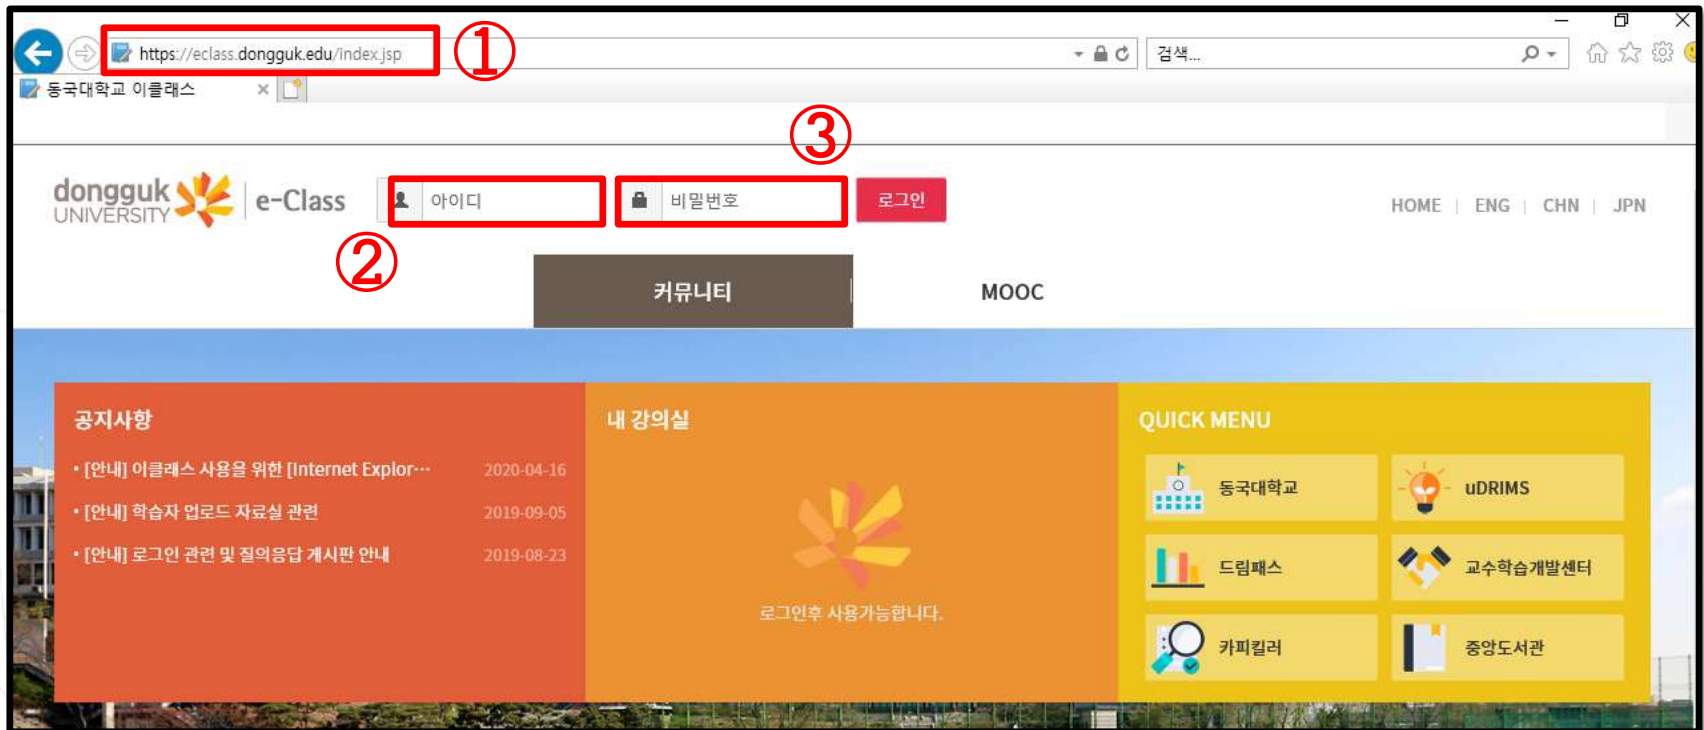 https://eclass.dongguk.edu/index.jsp
①
검색...
동국대학교 이클래스
③
dongguk UNIVERSITY
e-Class
아이디
비밀번호
로그인
HOME | ENG | CHN | JPN
②
커뮤니티
MOOC
공지사항
• [안내] 이클래스 사용을 위한 [Internet Explor··· 2020-04-16
• [안내] 학습자 업로드 자료실 관련 2019-09-05
• [안내] 로그인 관련 및 질의응답 게시판 안내 2019-08-23
내 강의실
로그인후 사용가능합니다.
QUICK MENU
동국대학교
uDRIMS
드림패스
교수학습개발센터
카피킬러
중앙도서관